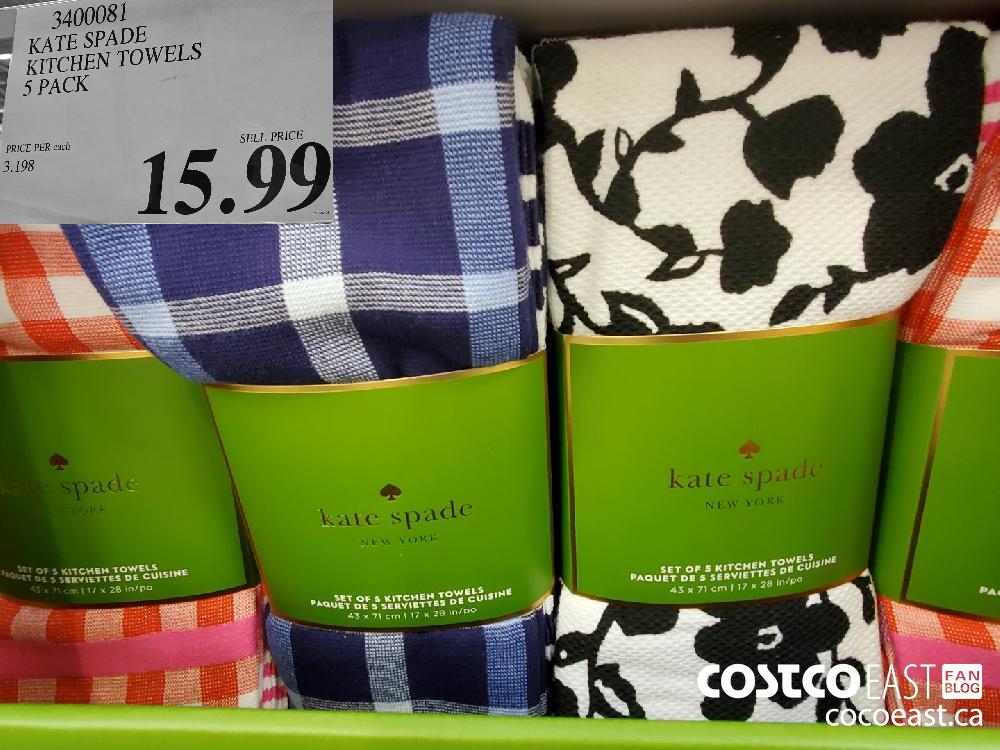 3400081
KATE SPADE
KITCHEN TOWELS
5 PACK
PRICE PER each
3.198
SELL PRICE
15.99
kate spade
NEW YORK
SET OF 5 KITCHEN TOWELS
PAQUET DE 5 SERVIETTES DE CUISINE
43 x 71 cm | 17 x 28 in/po
kate spade
NEW YORK
SET OF 5 KITCHEN TOWELS
PAQUET DE 5 SERVIETTES DE CUISINE
43 x 71 cm | 17 x 28 in/po
kate spade
NEW YORK
SET OF 5 KITCHEN TOWELS
PAQUET DE 5 SERVIETTES DE CUISINE
43 x 71 cm | 17 x 28 in/po
COSTCO EAST FAN BLOG
cocoeast.ca